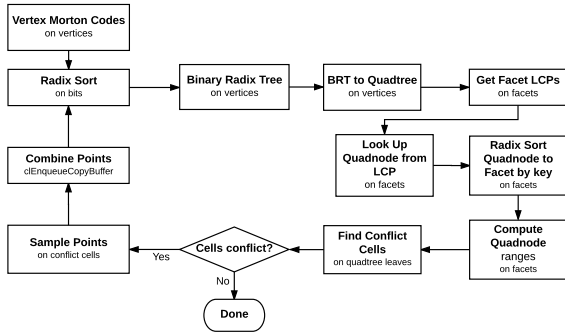 Vertex Morton Codes
on vertices
Radix Sort
on bits
Binary Radix Tree
on vertices
BRT to Quadtree
on vertices
Get Facet LCPs
on facets
Look Up
Quadnode from
LCP
on facets
Radix Sort
Quadnode to
Facet by key
on facets
Combine Points
clEnqueueCopyBuffer
Sample Points
on conflict cells
Yes
Cells conflict?
No
Done
Find Conflict
Cells
on quadtree leaves
Compute
Quadnode
ranges
on facets